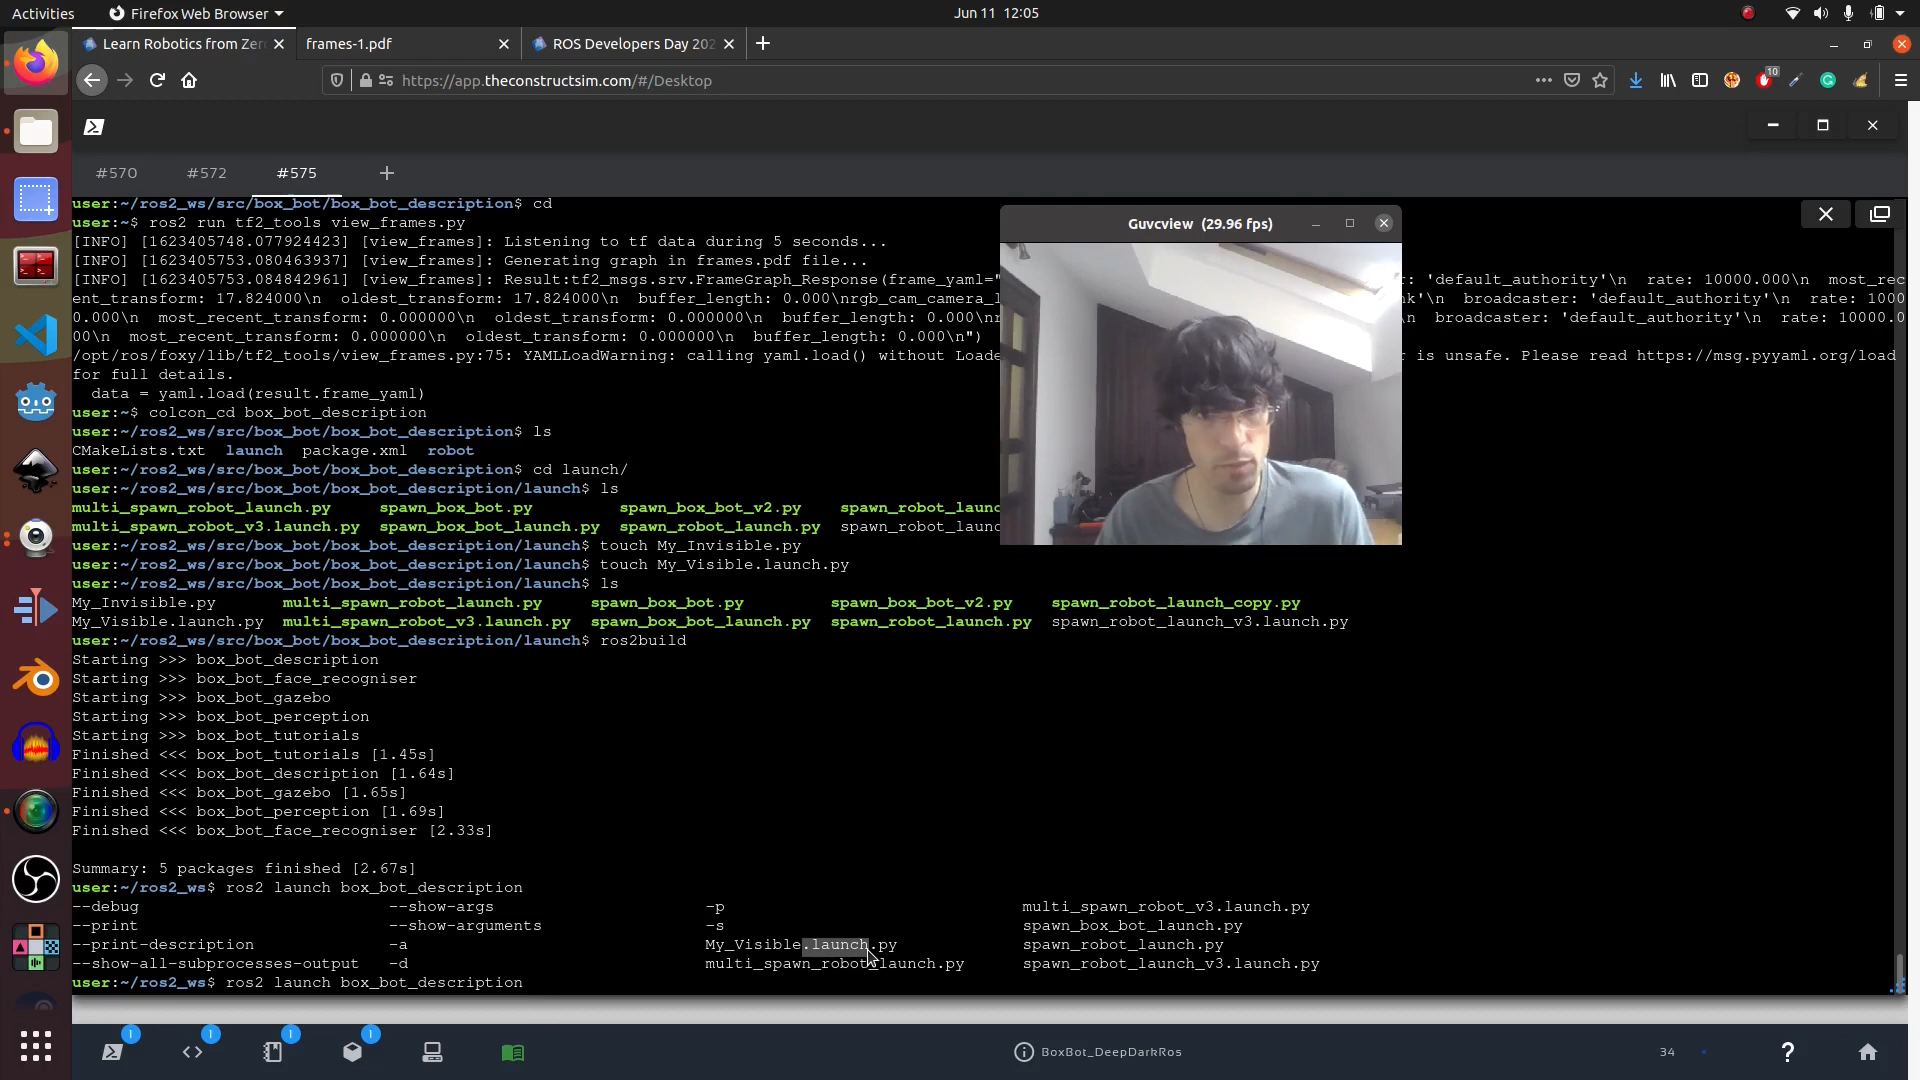 Activities
Firefox Web Browser
Jun 11 12:05
Learn Robotics from Zer
frames-1.pdf
ROS Developers Day 202
https://app.theconstructsim.com/#/Desktop
10
#570
#572
#575
user:~/ros2_ws/src/box_bot/box_bot_description$ cd
user:~$ ros2 run tf2_tools view_frames.py
[INFO] [1623405748.077924423] [view_frames]: Listening to tf data during 5 seconds...
[INFO] [1623405753.080463937] [view_frames]: Generating graph in frames.pdf file...
[INFO] [1623405753.084842961] [view_frames]: Result:tf2_msgs.srv.FrameGraph_Response(frame_yaml=" : 'default_authority'\n rate: 10000.000\n most_rec
ent_transform: 17.824000\n oldest_transform: 17.824000\n buffer_length: 0.000\nrgb_cam_camera_l nk'\n broadcaster: 'default_authority'\n rate: 1000
0.000\n most_recent_transform: 0.000000\n oldest_transform: 0.000000\n buffer_length: 0.000\nr \n broadcaster: 'default_authority'\n rate: 10000.0
00\n most_recent_transform: 0.000000\n oldest_transform: 0.000000\n buffer_length: 0.000\n")
/opt/ros/foxy/lib/tf2_tools/view_frames.py:75: YAMLLoadWarning: calling yaml.load() without Loade r is unsafe. Please read https://msg.pyyaml.org/load
for full details.
data = yaml.load(result.frame_yaml)
user:~$ colcon_cd box_bot_description
user:~/ros2_ws/src/box_bot/box_bot_description$ ls
CMakeLists.txt launch package.xml robot
user:~/ros2_ws/src/box_bot/box_bot_description$ cd launch/
user:~/ros2_ws/src/box_bot/box_bot_description/launch$ ls
multi_spawn_robot_launch.py spawn_box_bot.py spawn_box_bot_v2.py spawn_robot_launc
multi_spawn_robot_v3.launch.py spawn_box_bot_launch.py spawn_robot_launch.py spawn_robot_launc
user:~/ros2_ws/src/box_bot/box_bot_description/launch$ touch My_Invisible.py
user:~/ros2_ws/src/box_bot/box_bot_description/launch$ touch My_Visible.launch.py
user:~/ros2_ws/src/box_bot/box_bot_description/launch$ ls
My_Invisible.py multi_spawn_robot_launch.py spawn_box_bot.py spawn_box_bot_v2.py spawn_robot_launch_copy.py
My_Visible.launch.py multi_spawn_robot_v3.launch.py spawn_box_bot_launch.py spawn_robot_launch.py spawn_robot_launch_v3.launch.py
user:~/ros2_ws/src/box_bot/box_bot_description/launch$ ros2build
Starting >>> box_bot_description
Starting >>> box_bot_face_recogniser
Starting >>> box_bot_gazebo
Starting >>> box_bot_perception
Starting >>> box_bot_tutorials
Finished <<< box_bot_tutorials [1.45s]
Finished <<< box_bot_description [1.64s]
Finished <<< box_bot_gazebo [1.65s]
Finished <<< box_bot_perception [1.69s]
Finished <<< box_bot_face_recogniser [2.33s]
Summary: 5 packages finished [2.67s]
user:~/ros2_ws$ ros2 launch box_bot_description
--debug --show-args -p multi_spawn_robot_v3.launch.py
--print --show-arguments -s spawn_box_bot_launch.py
--print-description -a My_Visible.launch.py spawn_robot_launch.py
--show-all-subprocesses-output -d multi_spawn_robot_launch.py spawn_robot_launch_v3.launch.py
user:~/ros2_ws$ ros2 launch box_bot_description
Guvcview (29.96 fps)
1
1
1
1
BoxBot_DeepDarkRos
34
?